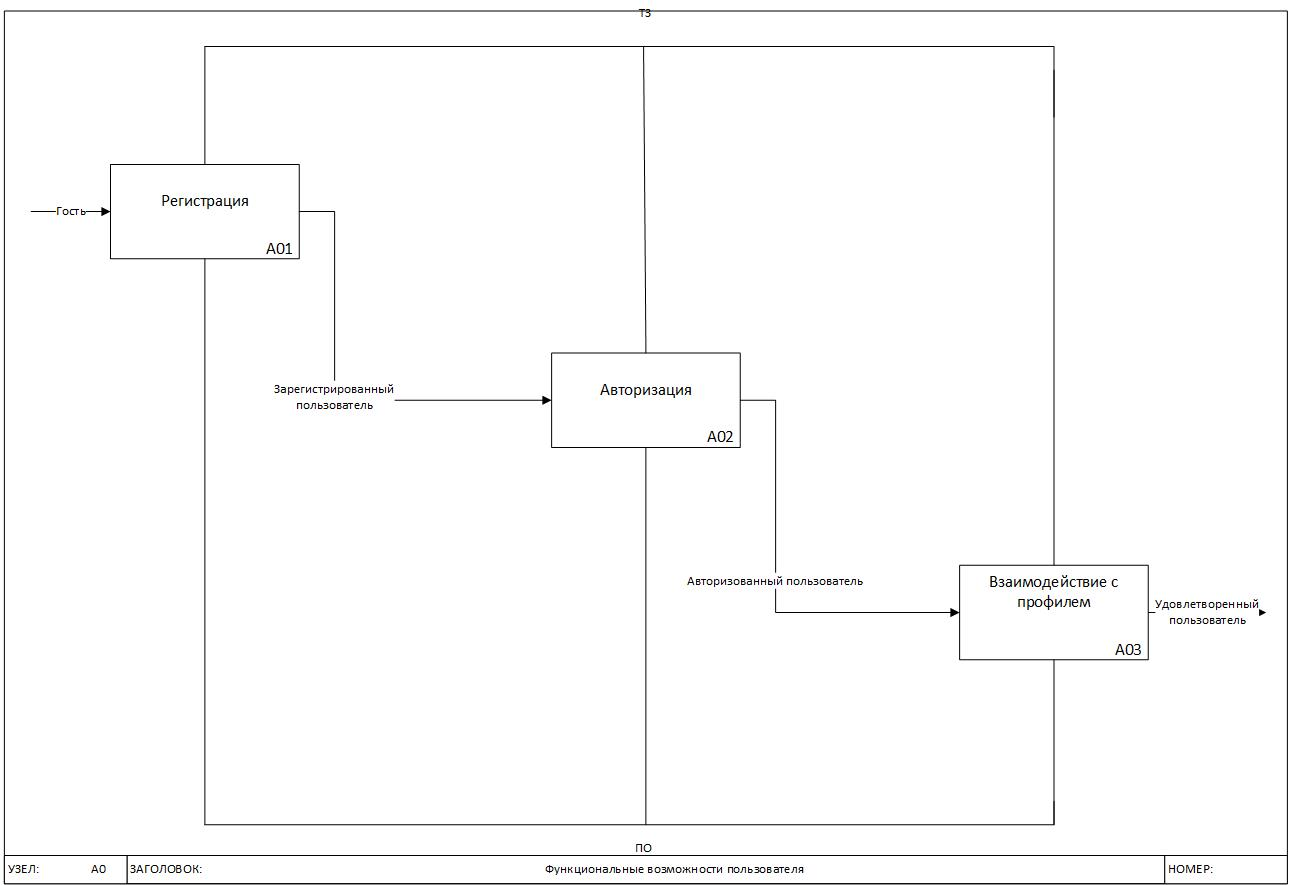 ТЗ
Регистрация
Гость
А01
Зарегистрированный
пользователь
Авторизация
А02
Авторизованный пользователь
Взаимодействие с
профилем
Удовлетворенный
пользователь
А03
ПО
УЗЕЛ: А0 ЗАГОЛОВОК: Функциональные возможности пользователя НОМЕР: